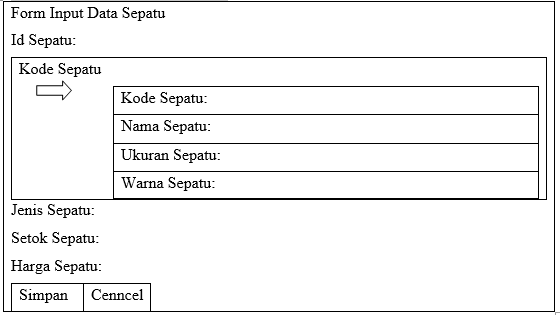 Form Input Data Sepatu
Id Sepatu:
Kode Sepatu
Kode Sepatu:
Nama Sepatu:
Ukuran Sepatu:
Warna Sepatu:
Jenis Sepatu:
Setok Sepatu:
Harga Sepatu:
Simpan Cenncel